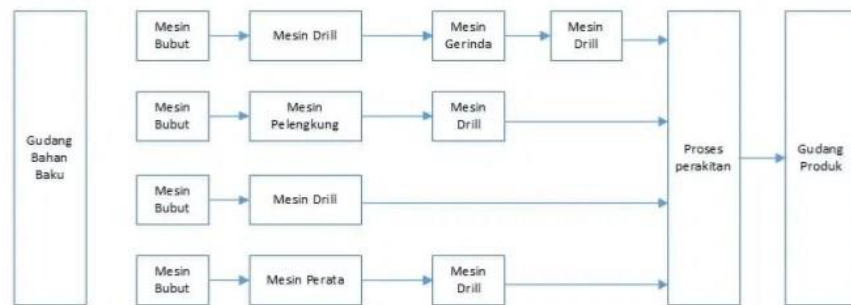 Gudang
Bahan
Baku
Mesin
Bubut
Mesin Drill
Mesin
Gerinda
Mesin
Drill
Mesin
Bubut
Mesin
Pelengkung
Mesin
Drill
Mesin
Bubut
Mesin Drill
Mesin
Bubut
Mesin Perata
Mesin
Drill
Proses
perakitan
Gudang
Produk